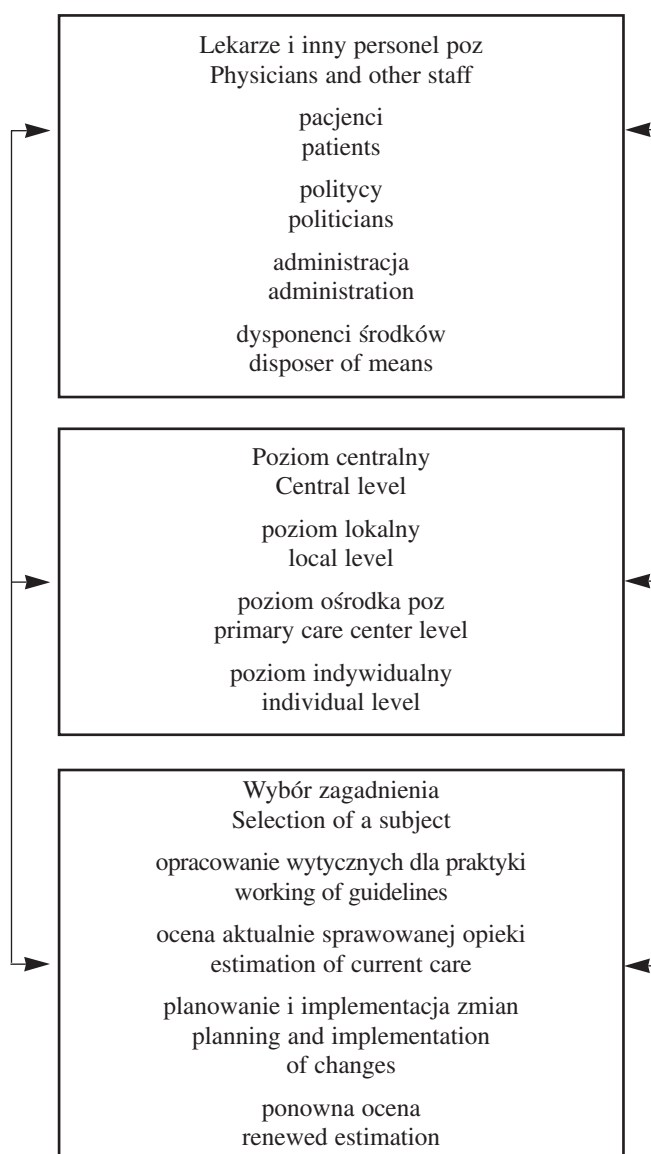 Lekarze i inny personel poz
Physicians and other staff
pacjenci
patients
politycy
politicians
administracja
administration
dysponenci środków
disposer of means
Poziom centralny
Central level
poziom lokalny
local level
poziom ośrodka poz
primary care center level
poziom indywidualny
individual level
Wybór zagadnienia
Selection of a subject
opracowanie wytycznych dla praktyki
working of guidelines
ocena aktualnie sprawowanej opieki
estimation of current care
planowanie i implementacja zmian
planning and implementation
of changes
ponowna ocena
renewed estimation